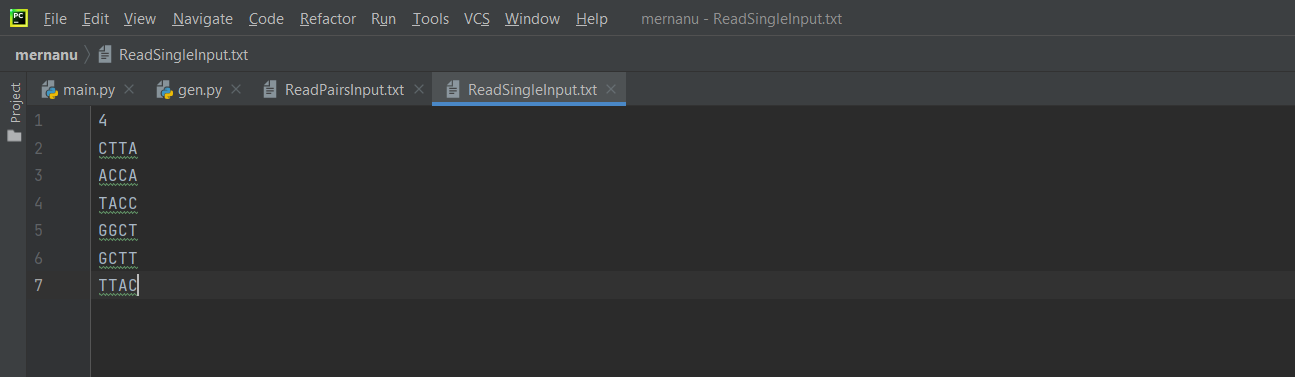 PC File Edit View Navigate Code Refactor Run Tools VCS Window Help mernanu - ReadSingleInput.txt
mernanu ReadSingleInput.txt
Project
main.py gen.py ReadPairsInput.txt ReadSingleInput.txt
1 4
2 CTTA
3 ACCA
4 TACC
5 GGCT
6 GCTT
7 TTAC